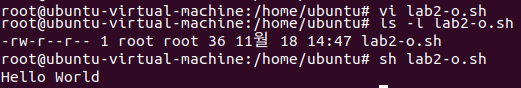 root@ubuntu-virtual-machine:/home/ubuntu# vi lab2-o.sh
root@ubuntu-virtual-machine:/home/ubuntu# ls -l lab2-o.sh
-rw-r--r-- 1 root root 36 11월 18 14:47 lab2-o.sh
root@ubuntu-virtual-machine:/home/ubuntu# sh lab2-o.sh
Hello World